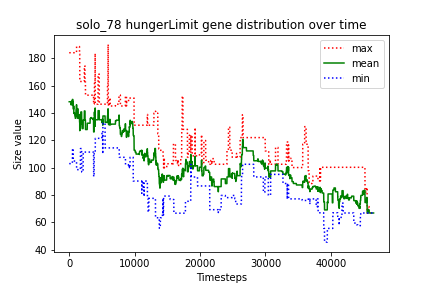 solo_78 hungerLimit gene distribution over time
Size value
180
160
140
120
100
80
60
40
0
10000
20000
30000
40000
Timesteps
max
mean
min